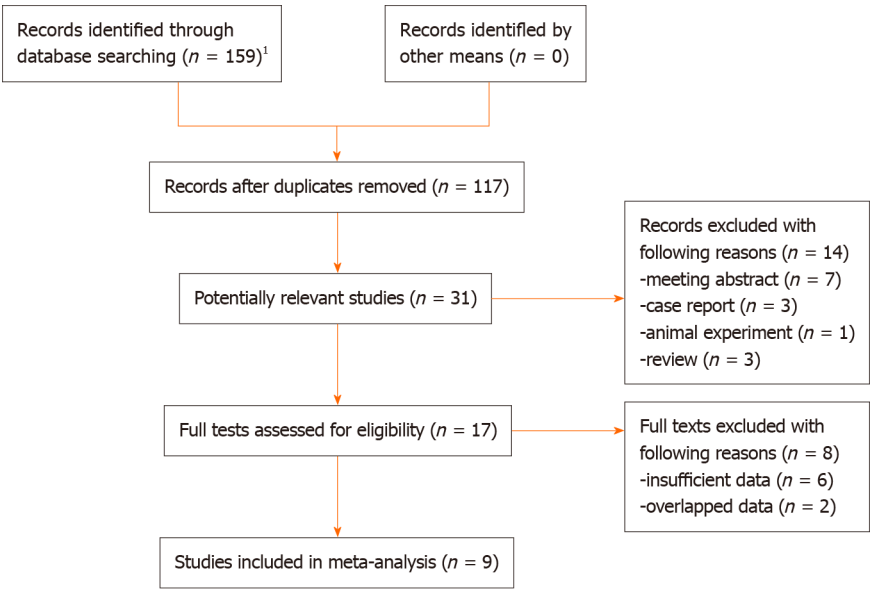 Records identified through
database searching (n = 159)¹
Records identifled by
other means (n = 0)
Records after duplicates removed (n = 117)
Potentially relevant studies (n = 31)
Records excluded with
following reasons (n = 14)
-meeting abstract (n = 7)
-case report (n = 3)
-animal experiment (n = 1)
-review (n = 3)
Full tests assessed for eligibility (n = 17)
Full texts excluded with
following reasons (n = 8)
-insufficient data (n = 6)
-overlapped data (n = 2)
Studies included in meta-analysis (n = 9)